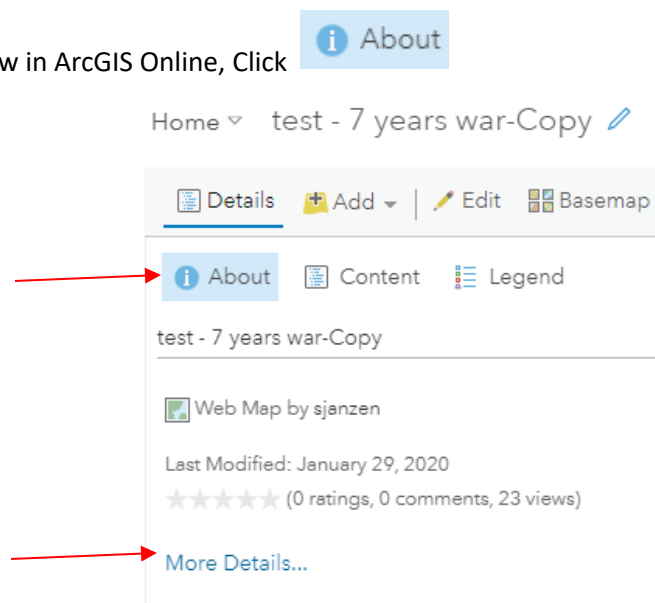 w in ArcGIS Online, Click About
Home test - 7 years war-Copy
Details Add Edit Basemap
About Content Legend
test - 7 years war-Copy
Web Map by sjanzen
Last Modified: January 29, 2020
(0 ratings, 0 comments, 23 views)
More Details...